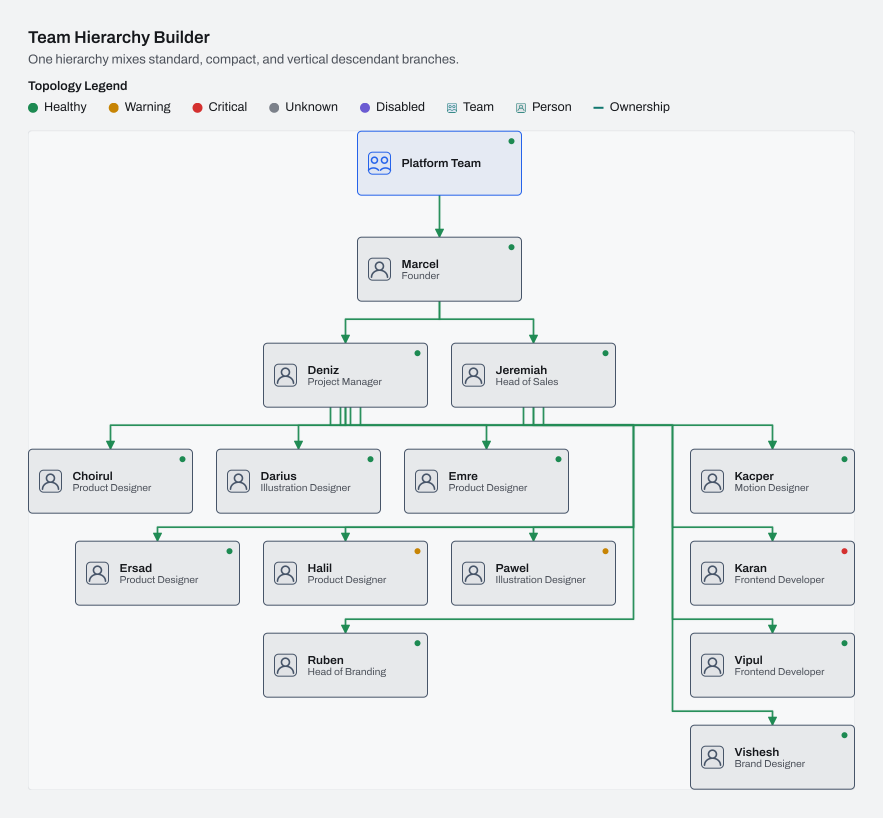 Team Hierarchy Builder
One hierarchy mixes standard, compact, and vertical descendant branches.
Topology Legend
Healthy Warning Critical Unknown Disabled Team Person Ownership
Platform Team
Marcel
Founder
Deniz
Project Manager
Jeremiah
Head of Sales
Choirul
Product Designer
Darius
Illustration Designer
Emre
Product Designer
Kacper
Motion Designer
Ersad
Product Designer
Halil
Product Designer
Pawel
Illustration Designer
Karan
Frontend Developer
Ruben
Head of Branding
Vipul
Frontend Developer
Vishesh
Brand Designer